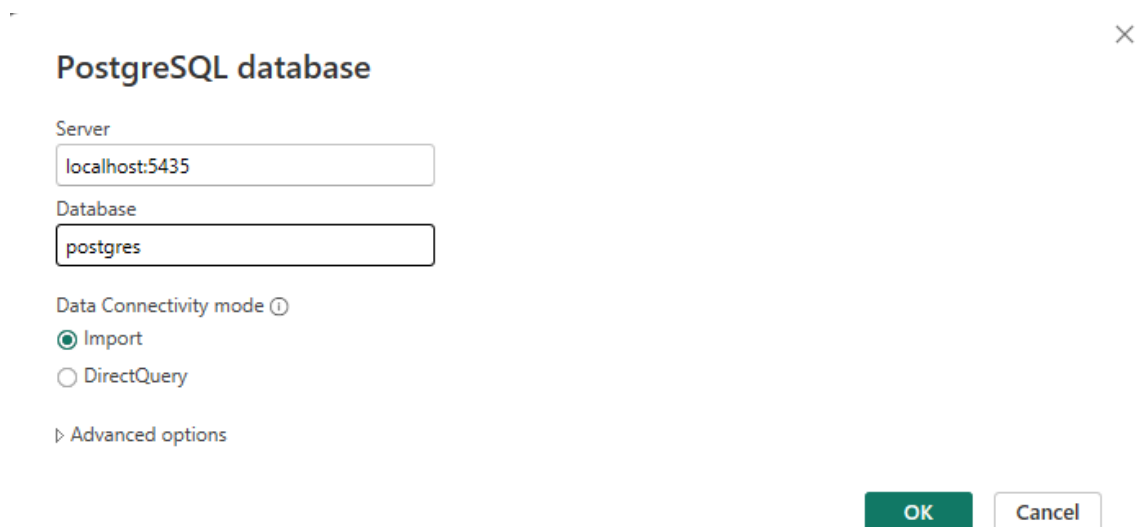 PostgreSQL database
Server
localhost:5435
Database
postgres
Data Connectivity mode
Import
DirectQuery
Advanced options
OK Cancel